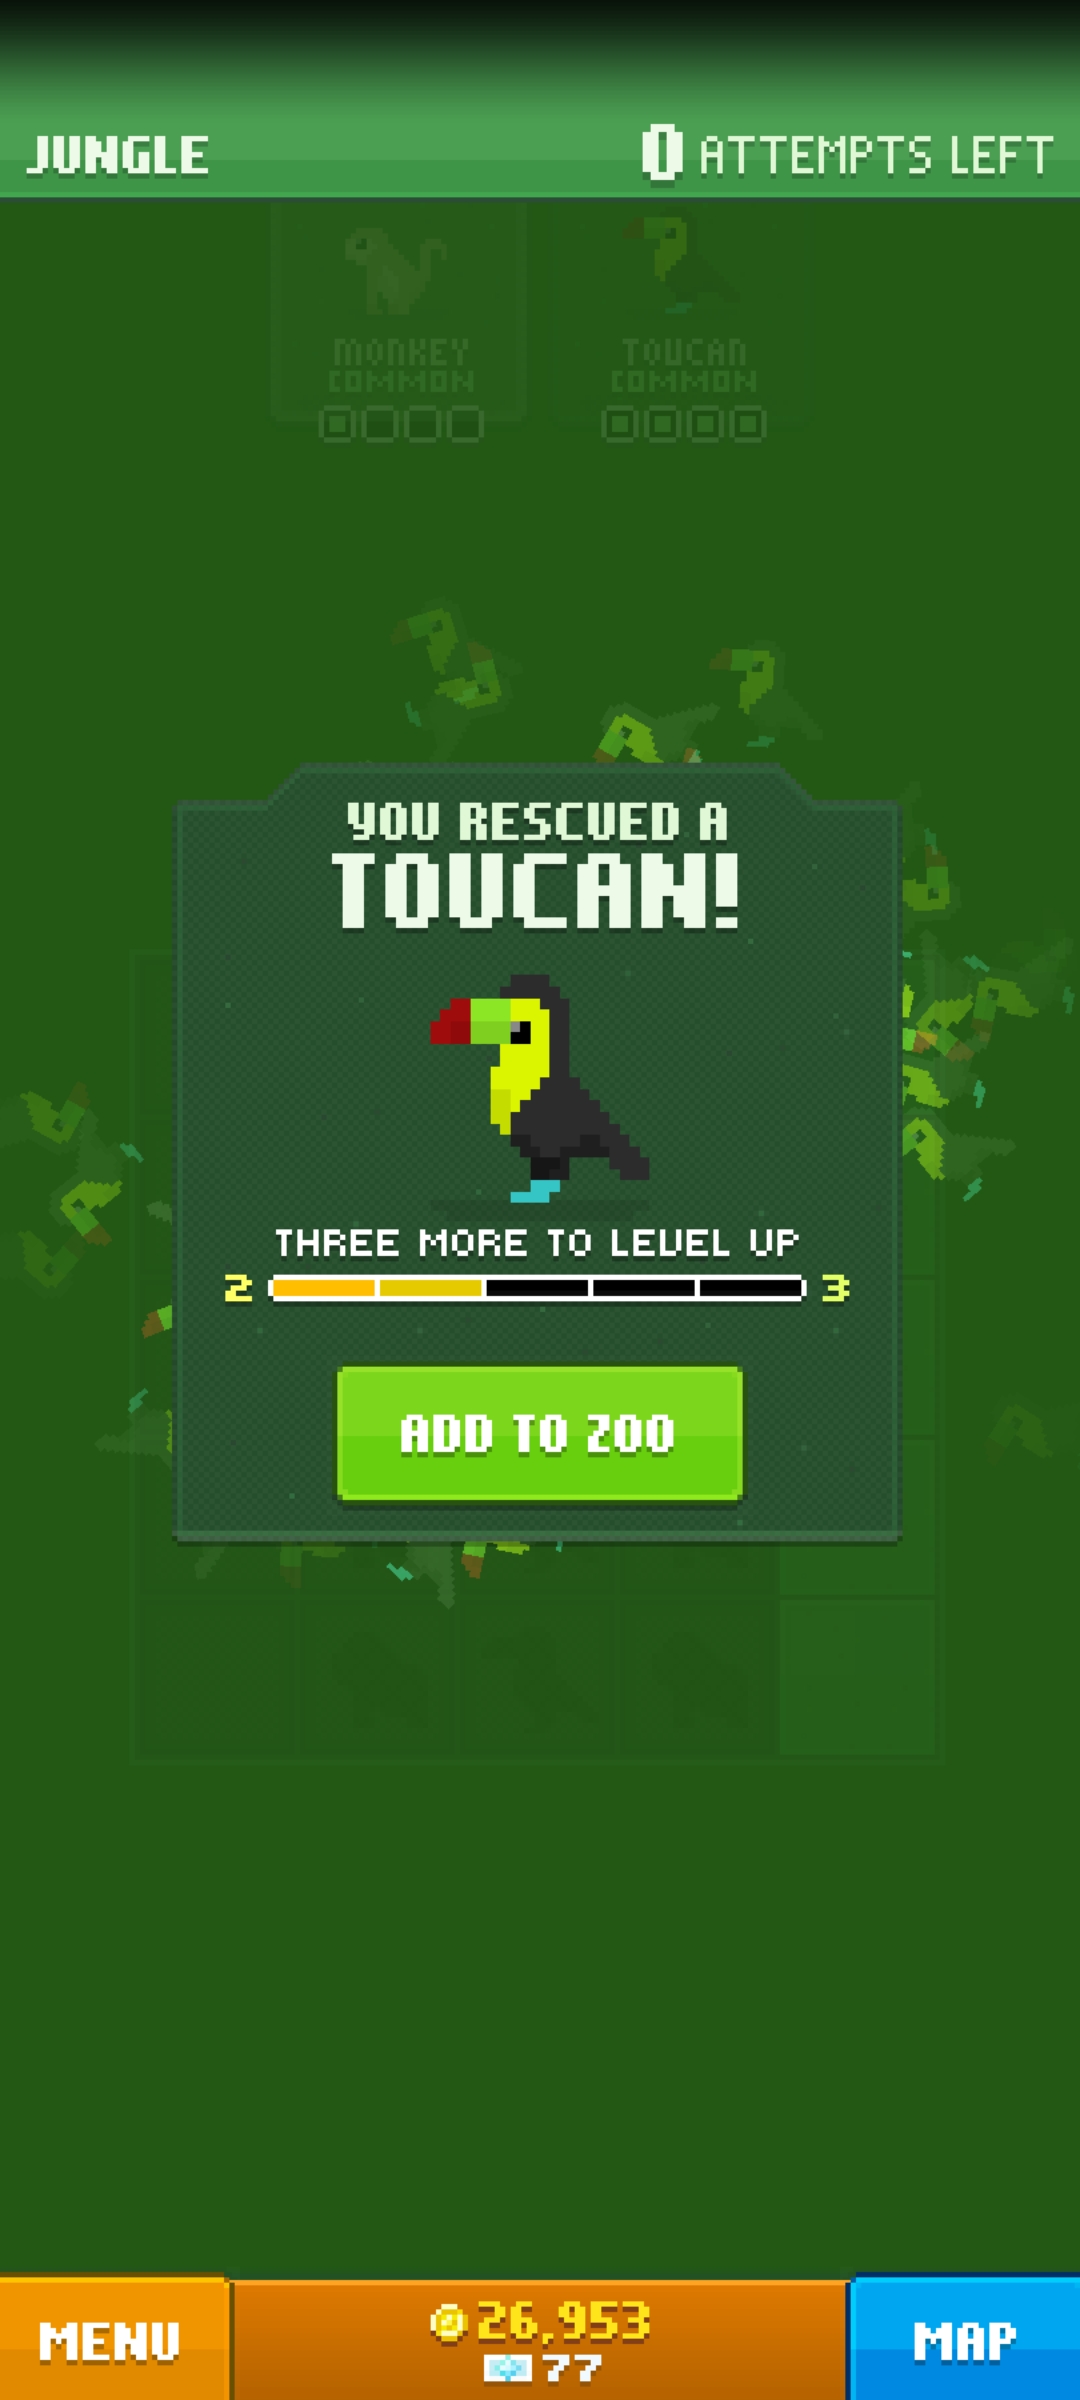 JUNGLE
0 ATTEMPTS LEFT
MONKEY
COMMON
TOUCAN
COMMON
YOU RESCUED A
TOUCAN!
THREE MORE TO LEVEL UP
2 3
ADD TO ZOO
MENU
26,953
77
MAP